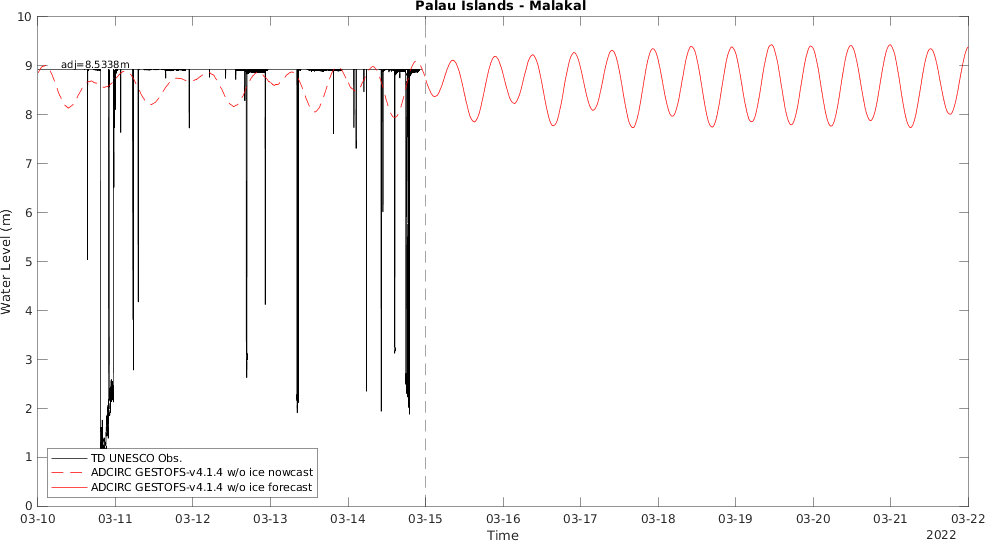 Palau Islands - Malakal
10
9
8
7
6
5
4
3
2
1
0
Water Level (m)
adj=8.5338m
TD UNESCO Obs.
ADCIRC GESTOFS-v4.1.4 w/o ice nowcast
ADCIRC GESTOFS-v4.1.4 w/o ice forecast
03-10 03-11 03-12 03-13 03-14 03-15 03-16 03-17 03-18 03-19 03-20 03-21 03-22
Time
2022